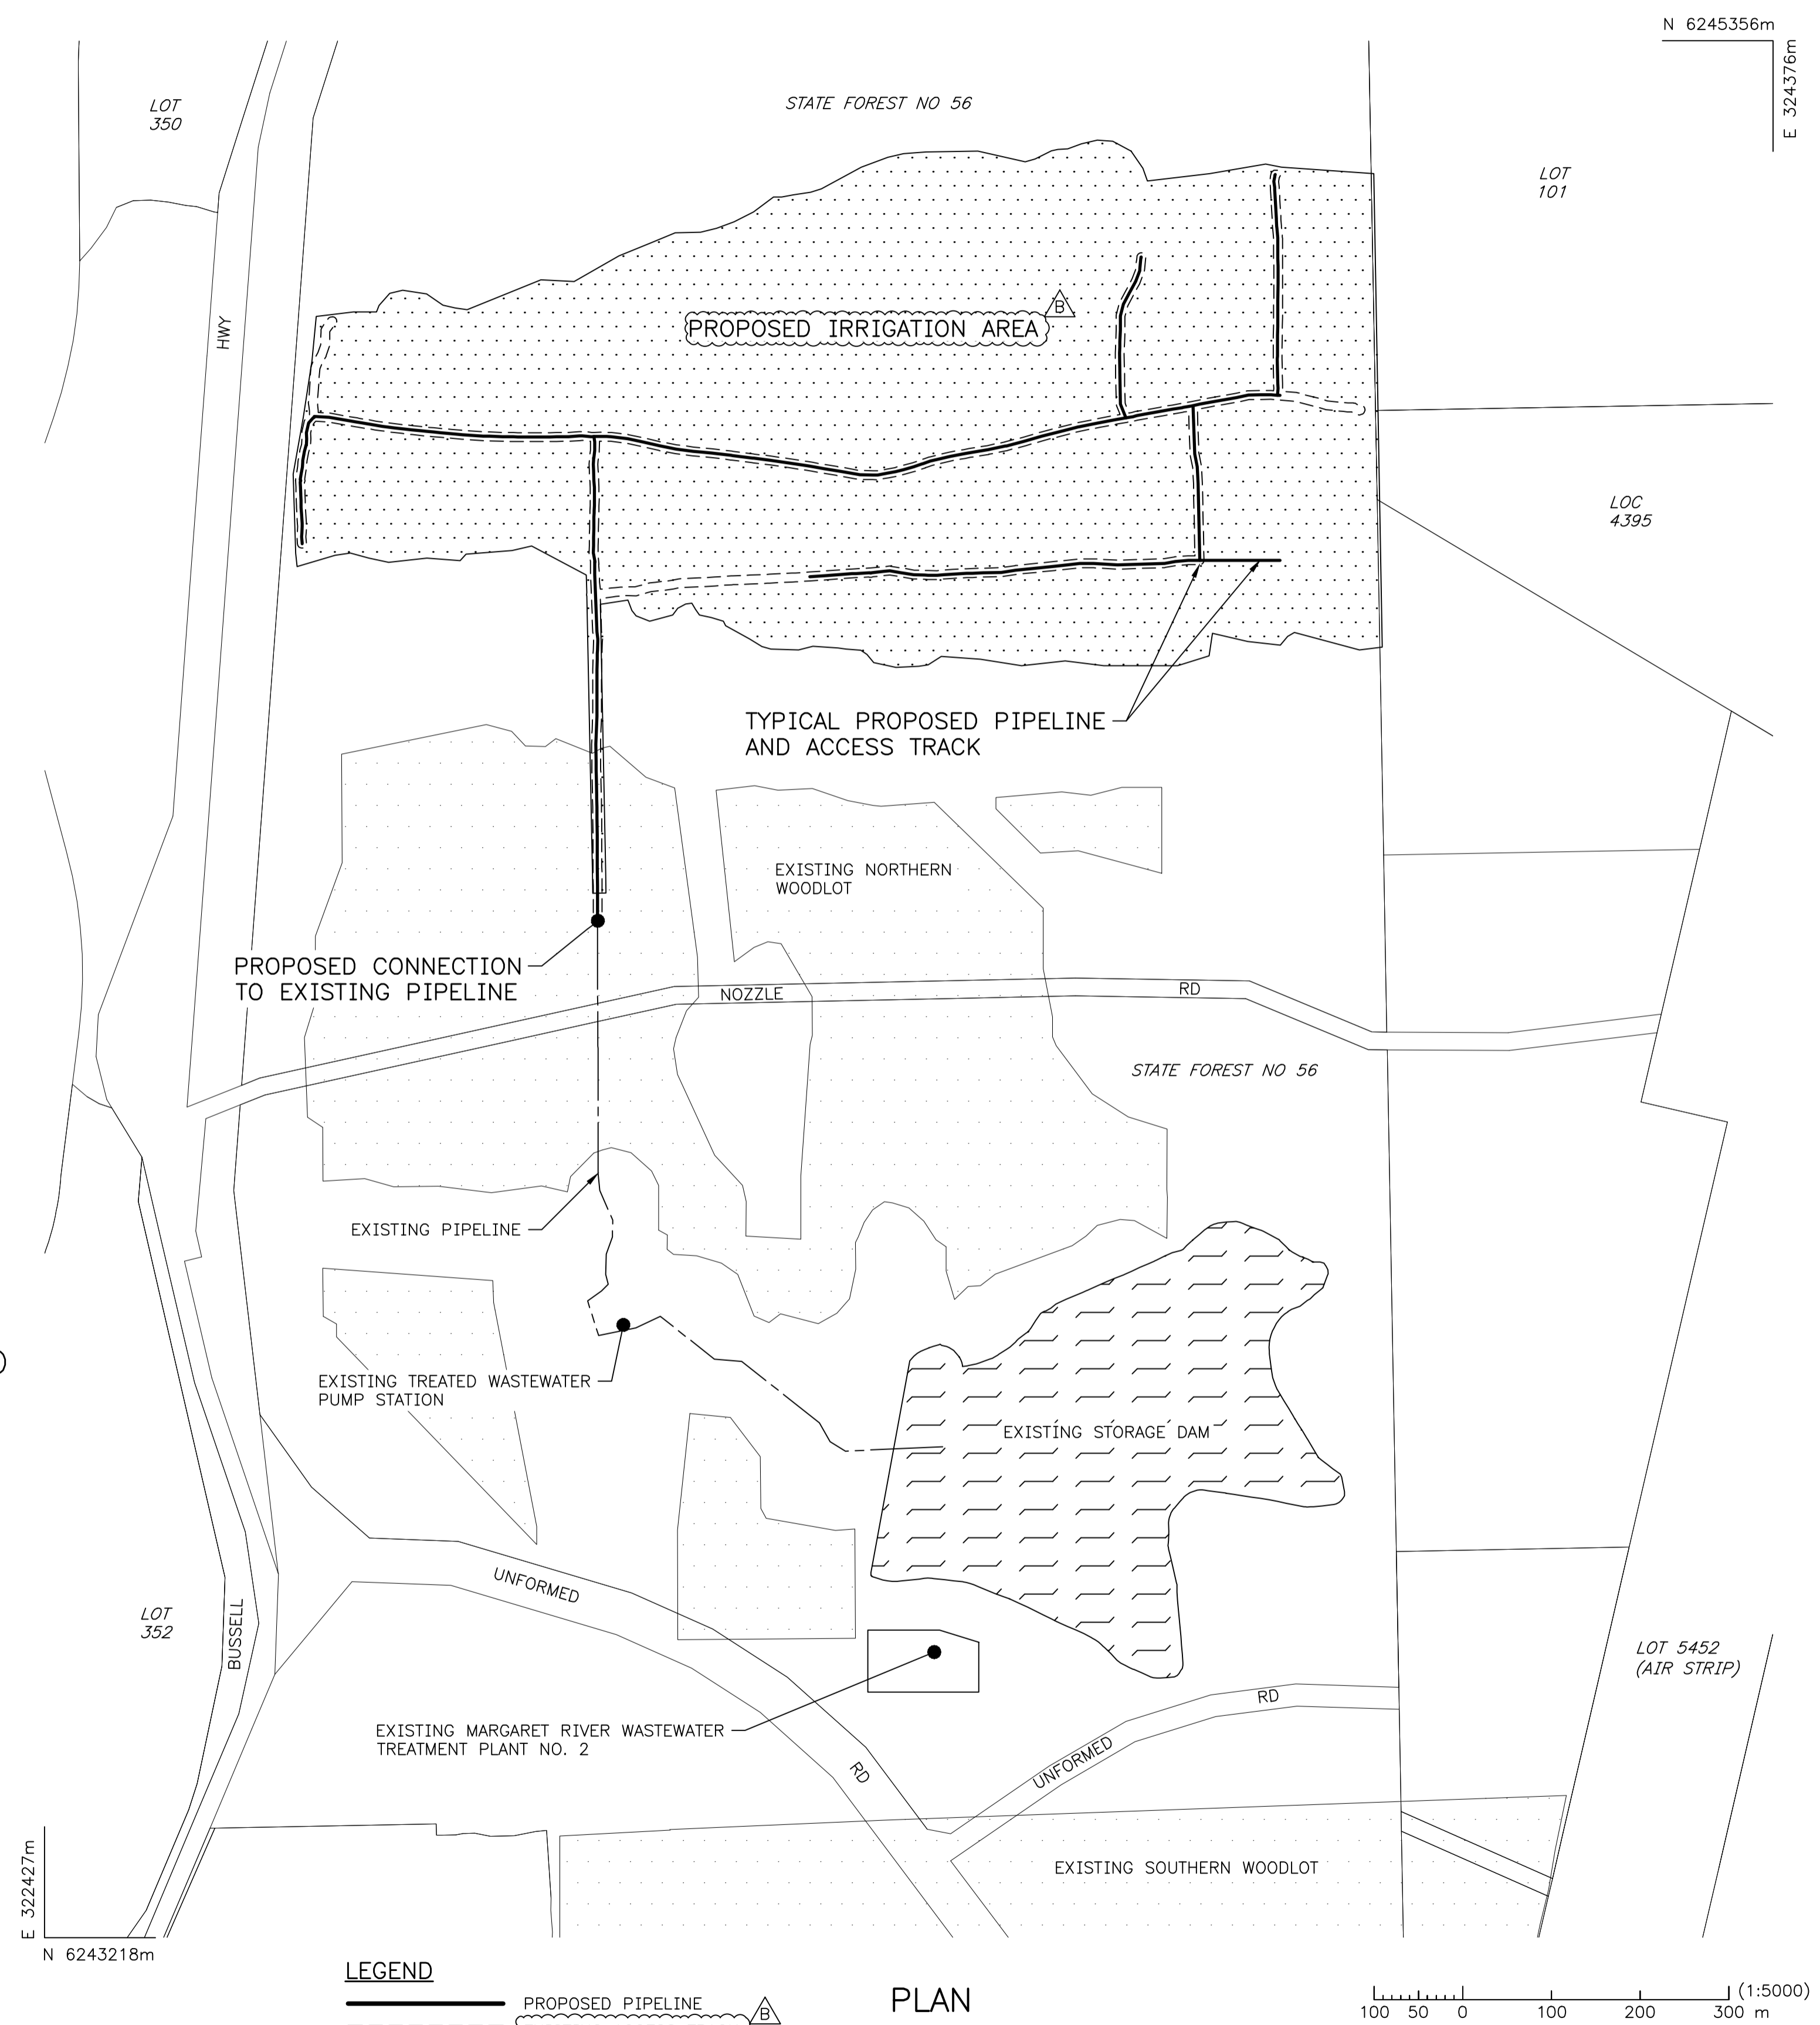 N 6245356m
E 324376m
STATE FOREST NO 56
LOT
350
LOT
101
HWY
B
PROPOSED IRRIGATION AREA
LOC
4395
TYPICAL PROPOSED PIPELINE
AND ACCESS TRACK
EXISTING NORTHERN
WOODLOT
PROPOSED CONNECTION
TO EXISTING PIPELINE
NOZZLE
RD
STATE FOREST NO 56
EXISTING PIPELINE
EXISTING TREATED WASTEWATER
PUMP STATION
EXISTING STORAGE DAM
UNFORMED
LOT
352
BUSSELL
LOT 5452
(AIR STRIP)
RD
EXISTING MARGARET RIVER WASTEWATER
TREATMENT PLANT NO. 2
UNFORMED
RD
EXISTING SOUTHERN WOODLOT
E 322427m
N 6243218m
LEGEND
PROPOSED PIPELINE
B
PLAN
(1:5000)
100 50 0 100 200 300 m